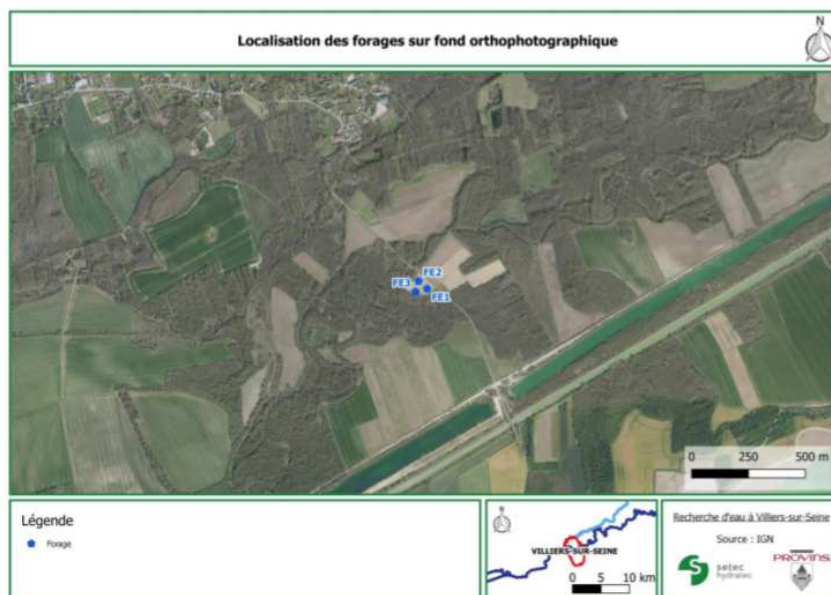 Localisation des forages sur fond orthophotographique
N
FE2
FE3
FE1
0 250 500 m
Légende
Forage
N
VILLIERS-SUR-SEINE
0 5 10 km
Recherche d'eau à Villiers-sur-Seine
Source : IGN
setec
hydratec
PROVINS